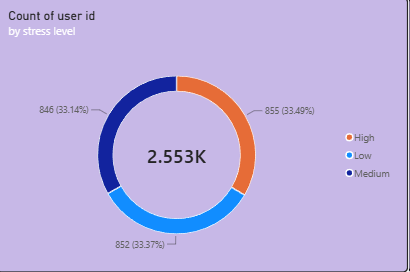 Count of user id
by stress level
846 (33.14%)
855 (33.49%)
2.553K
High
Low
Medium
852 (33.37%)